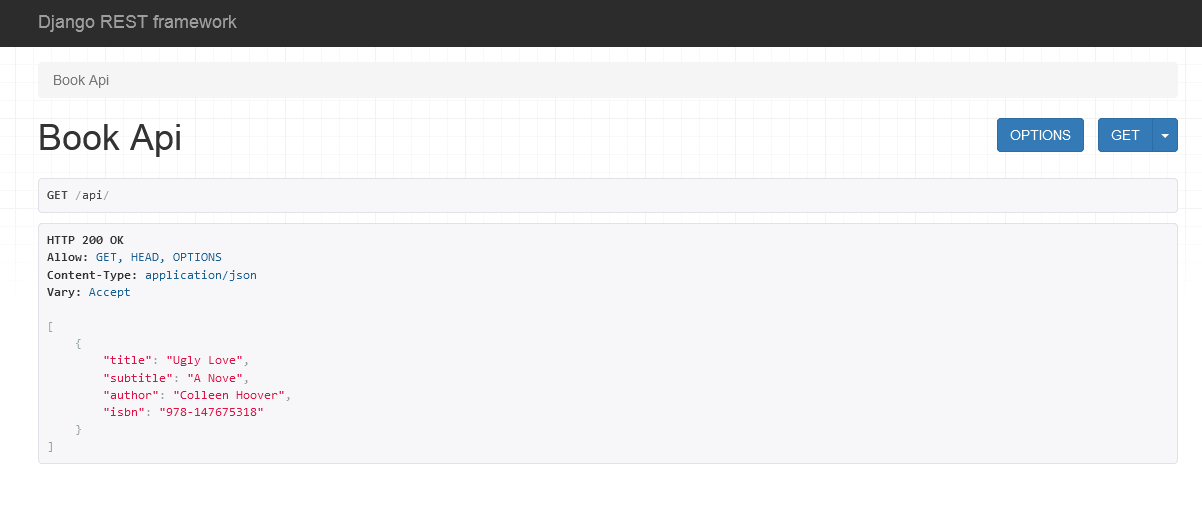 Django REST framework
Book Api
Book Api
OPTIONS
GET
GET /api/
HTTP 200 OK
Allow: GET, HEAD, OPTIONS
Content-Type: application/json
Vary: Accept
[
    {
        "title": "Ugly Love",
        "subtitle": "A Nove",
        "author": "Colleen Hoover",
        "isbn": "978-147675318"
    }
]